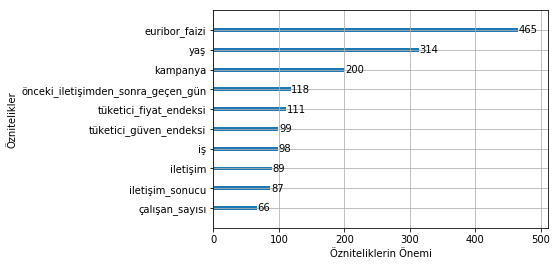 Öznitelikler
euribor_faizi 465
yaş 314
kampanya 200
önceki_iletişimden_sonra_geçen_gün 118
tüketici_fiyat_endeksi 111
tüketici_güven_endeksi 99
iş 98
iletişim 89
iletişim_sonucu 87
çalışan_sayısı 66
0 100 200 300 400 500
Özniteliklerin Önemi